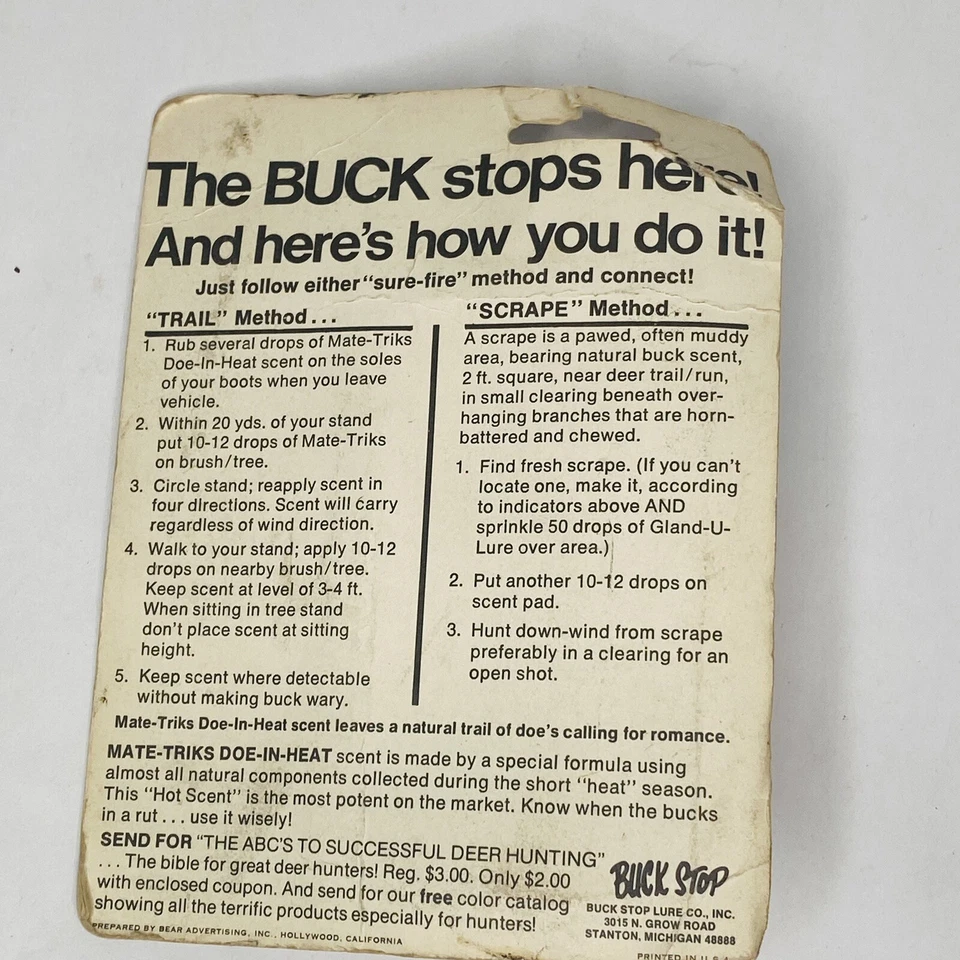 The BUCK stops here!
And here's how you do it!
Just follow either "sure-fire" method and connect!
"TRAIL" Method...
1. Rub several drops of Mate-Triks
Doe-In-Heat scent on the soles
of your boots when you leave
vehicle.
2. Within 20 yds. of your stand
put 10-12 drops of Mate-Triks
on brush/tree.
3. Circle stand; reapply scent in
four directions. Scent will carry
regardless of wind direction.
4. Walk to your stand; apply 10-12
drops on nearby brush/tree.
Keep scent at level of 3-4 ft.
When sitting in tree stand
don't place scent at sitting
height.
5. Keep scent where detectable
without making buck wary.
"SCRAPE" Method...
A scrape is a pawed, often muddy
area, bearing natural buck scent,
2 ft. square, near deer trail/run,
in small clearing beneath over-
hanging branches that are horn-
battered and chewed.
1. Find fresh scrape. (If you can't
locate one, make it, according
to indicators above AND
sprinkle 50 drops of Gland-U-
Lure over area.)
2. Put another 10-12 drops on
scent pad.
3. Hunt down-wind from scrape
preferably in a clearing for an
open shot.
Mate-Triks Doe-In-Heat scent leaves a natural trail of doe's calling for romance.
MATE-TRIKS DOE-IN-HEAT scent is made by a special formula using
almost all natural components collected during the short "heat" season.
This "Hot Scent" is the most potent on the market. Know when the bucks
in a rut... use it wisely!
SEND FOR "THE ABC'S TO SUCCESSFUL DEER HUNTING"
... The bible for great deer hunters! Reg. $3.00. Only $2.00
with enclosed coupon. And send for our free color catalog
showing all the terrific products especially for hunters!
PREPARED BY BEAR ADVERTISING, INC., HOLLYWOOD, CALIFORNIA
BUCK STOP
BUCK STOP LURE CO., INC.
3015 N. GROW ROAD
STANTON, MICHIGAN 48888
PRINTED IN U.S.A.